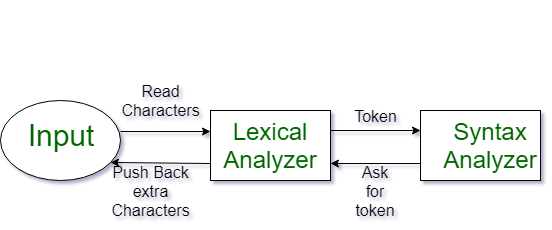 Read
Characters
Input
Push Back
extra
Characters
Lexical
Analyzer
Token
Ask
for
token
Syntax
Analyzer